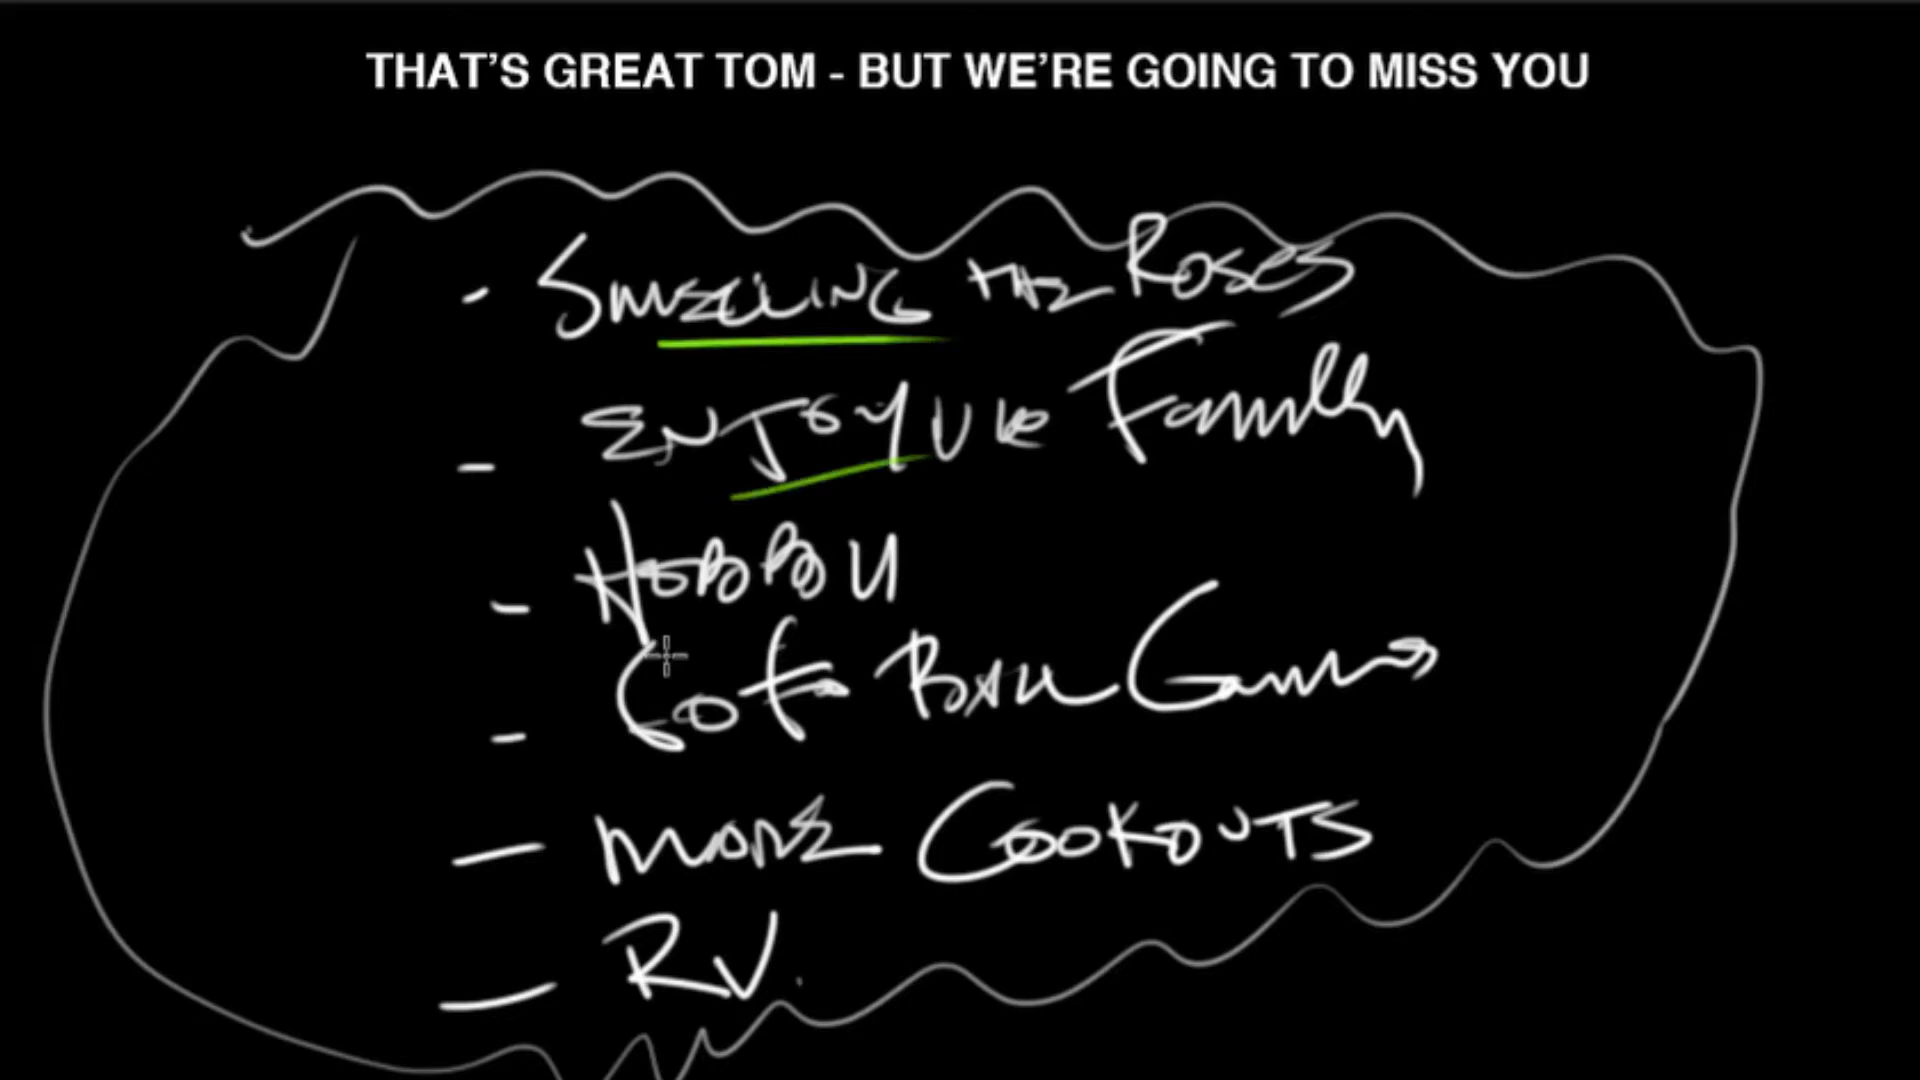 THAT'S GREAT TOM - BUT WE'RE GOING TO MISS YOU
- SMELLING THE ROSES
- ENJOY Family
- HOBBY
- Go to BALL Games
- MORE COOKOUTS
- RV.